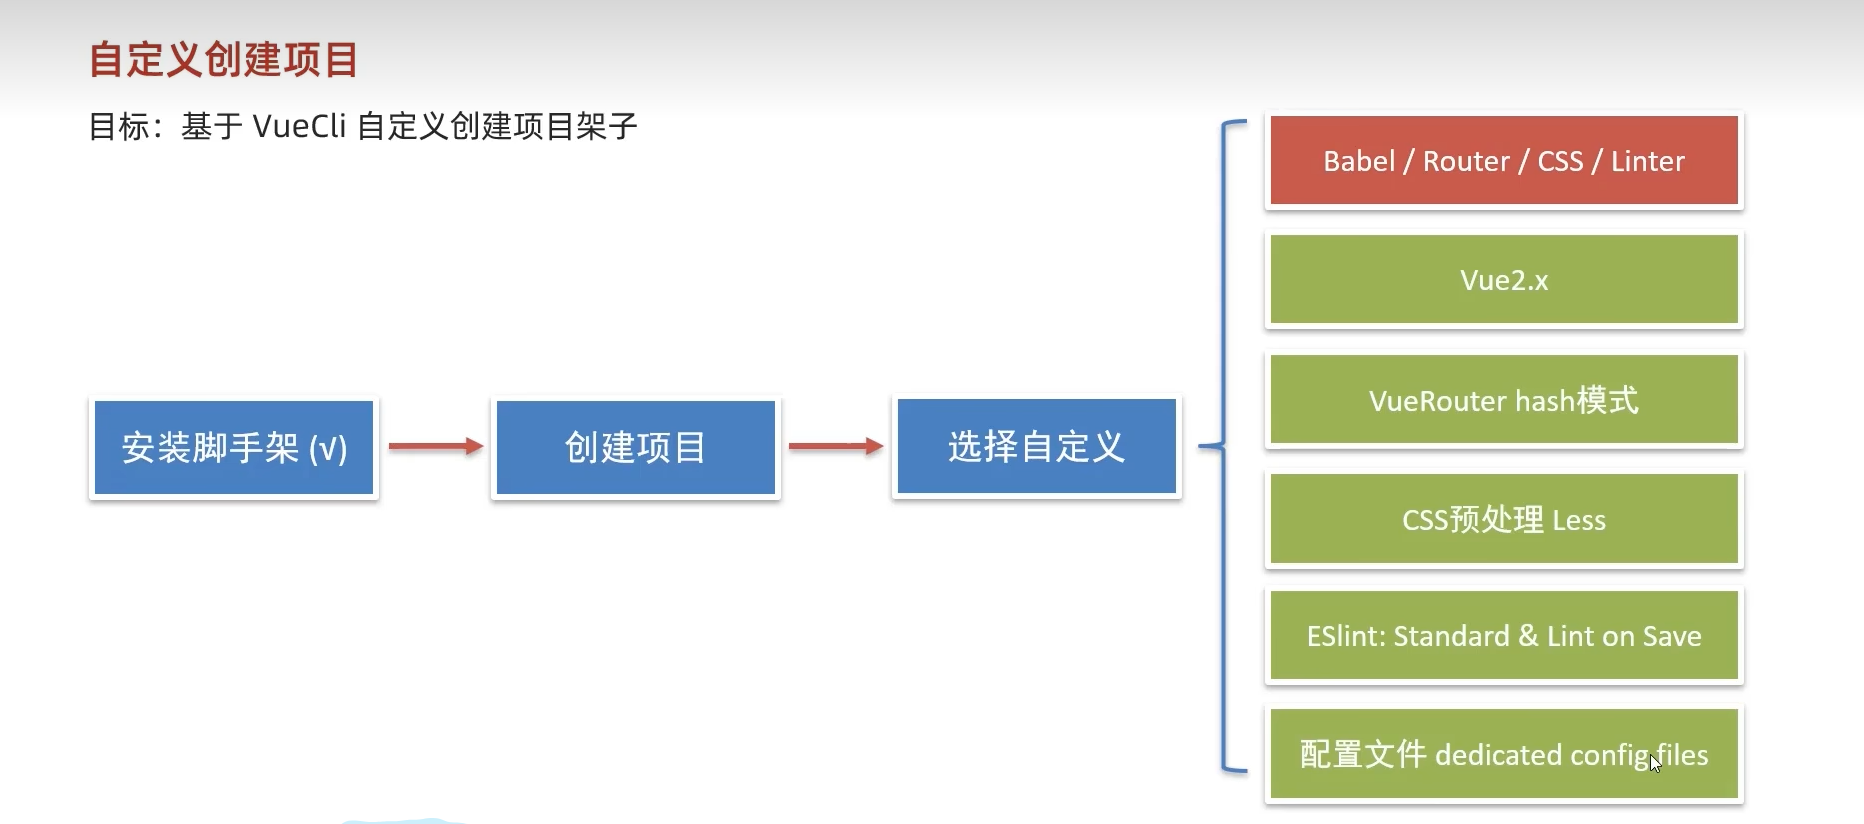 自定义创建项目
目标：基于 VueCli 自定义创建项目架子
安装脚手架 (√)
创建项目
选择自定义
Babel / Router / CSS / Linter
Vue2.x
VueRouter hash模式
CSS预处理 Less
ESlint: Standard & Lint on Save
配置文件 dedicated config files